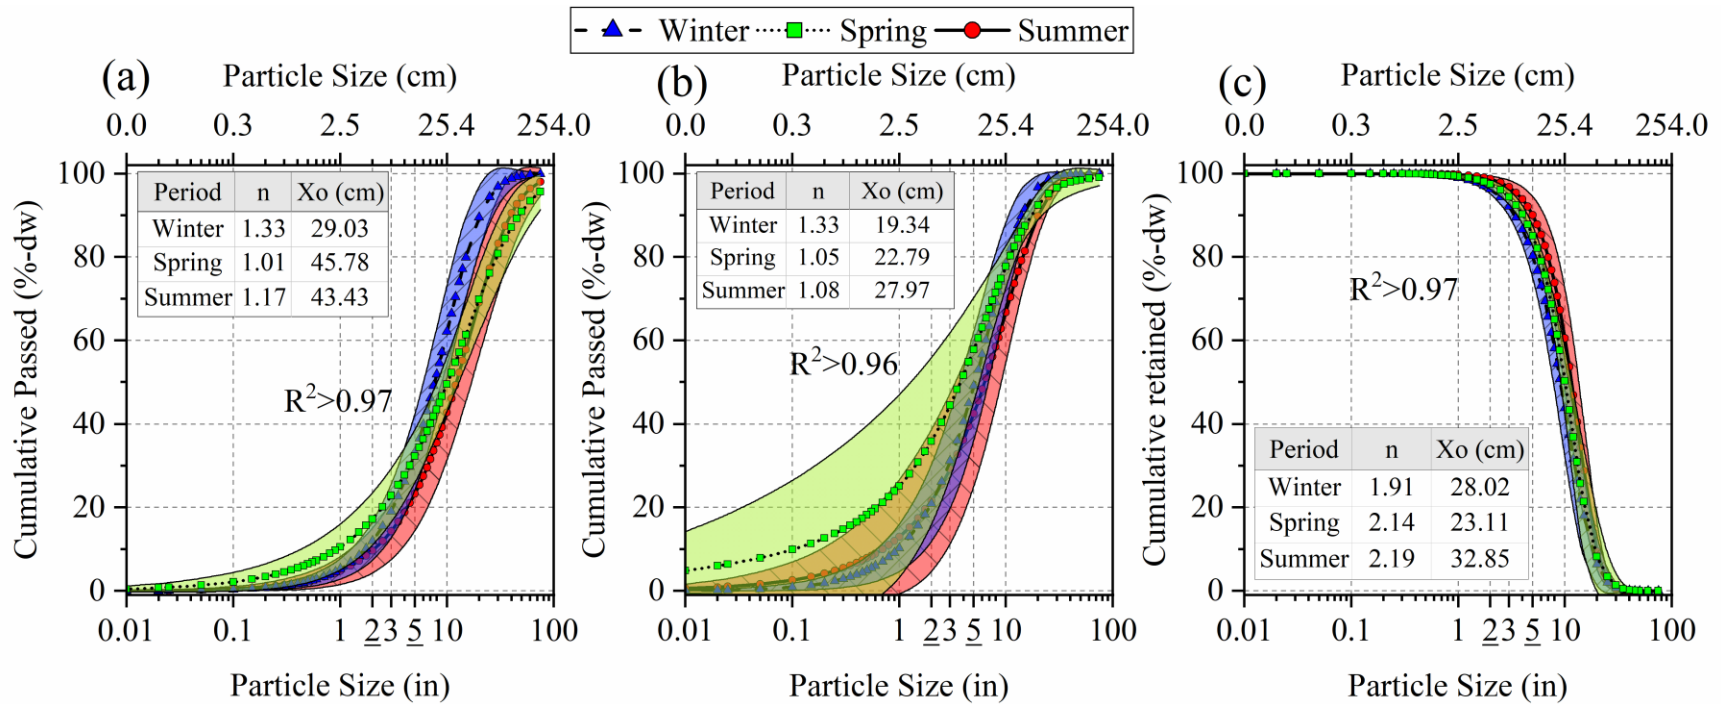 Winter Spring Summer
(a)
Particle Size (cm)
0.0 0.3 2.5 25.4 254.0
Cumulative Passed (%-dw)
100
80
60
40
20
0
Period n Xo (cm)
Winter 1.33 29.03
Spring 1.01 45.78
Summer 1.17 43.43
R²>0.97
0.01 0.1 1 2 3 5 10 100
Particle Size (in)
(b)
Particle Size (cm)
0.0 0.3 2.5 25.4 254.0
Cumulative Passed (%-dw)
100
80
60
40
20
0
Period n Xo (cm)
Winter 1.33 19.34
Spring 1.05 22.79
Summer 1.08 27.97
R²>0.96
0.01 0.1 1 2 3 5 10 100
Particle Size (in)
(c)
Particle Size (cm)
0.0 0.3 2.5 25.4 254.0
Cumulative retained (%-dw)
100
80
60
40
20
0
R²>0.97
Period n Xo (cm)
Winter 1.91 28.02
Spring 2.14 23.11
Summer 2.19 32.85
0.01 0.1 1 2 3 5 10 100
Particle Size (in)